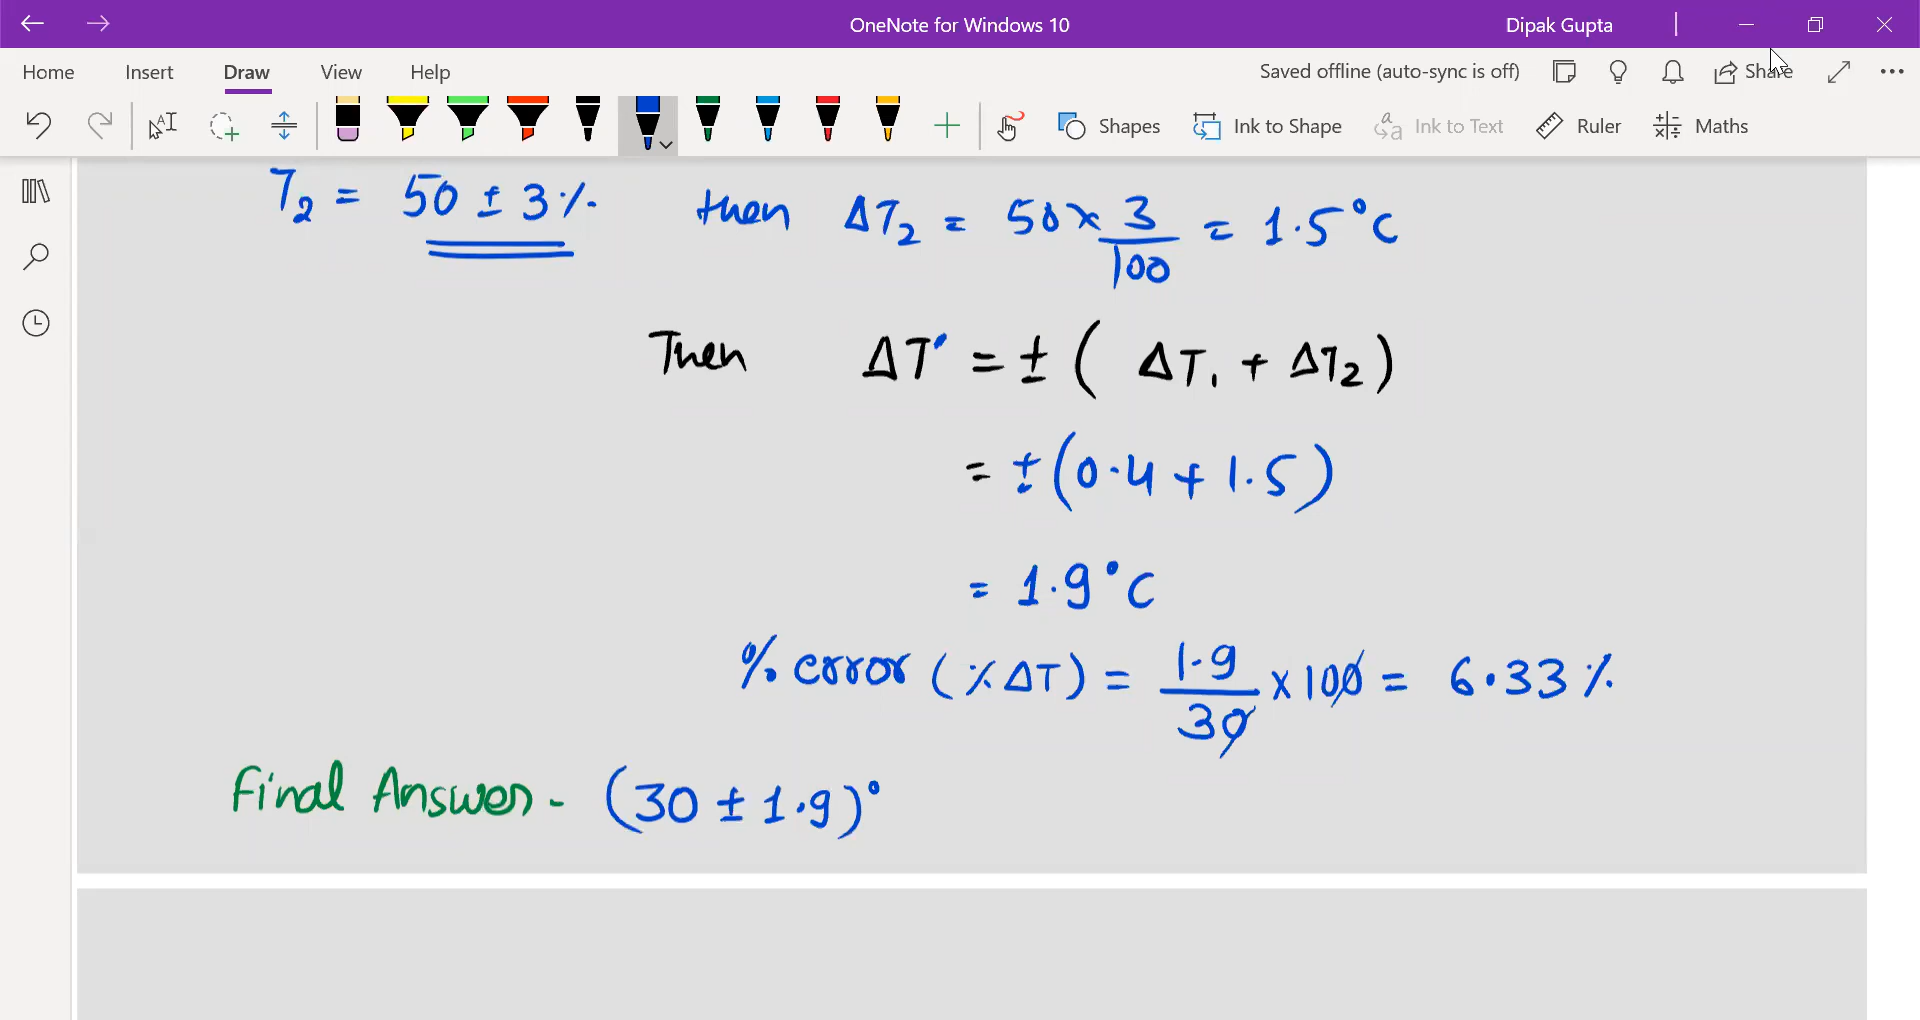 OneNote for Windows 10
Dipak Gupta
Home Insert Draw View Help
Saved offline (auto-sync is off) Share
Shapes Ink to Shape Ink to Text Ruler Maths
T₂ = 50 ± 3% then ΔT₂ = 50 × 3/100 = 1.5°C
Then ΔT' = ± ( ΔT₁ + ΔT₂ )
= ± (0.4 + 1.5)
= 1.9°C
% error (% ΔT) = 1.9/30 × 100 = 6.33 %
Final Answer - (30 ± 1.9)°